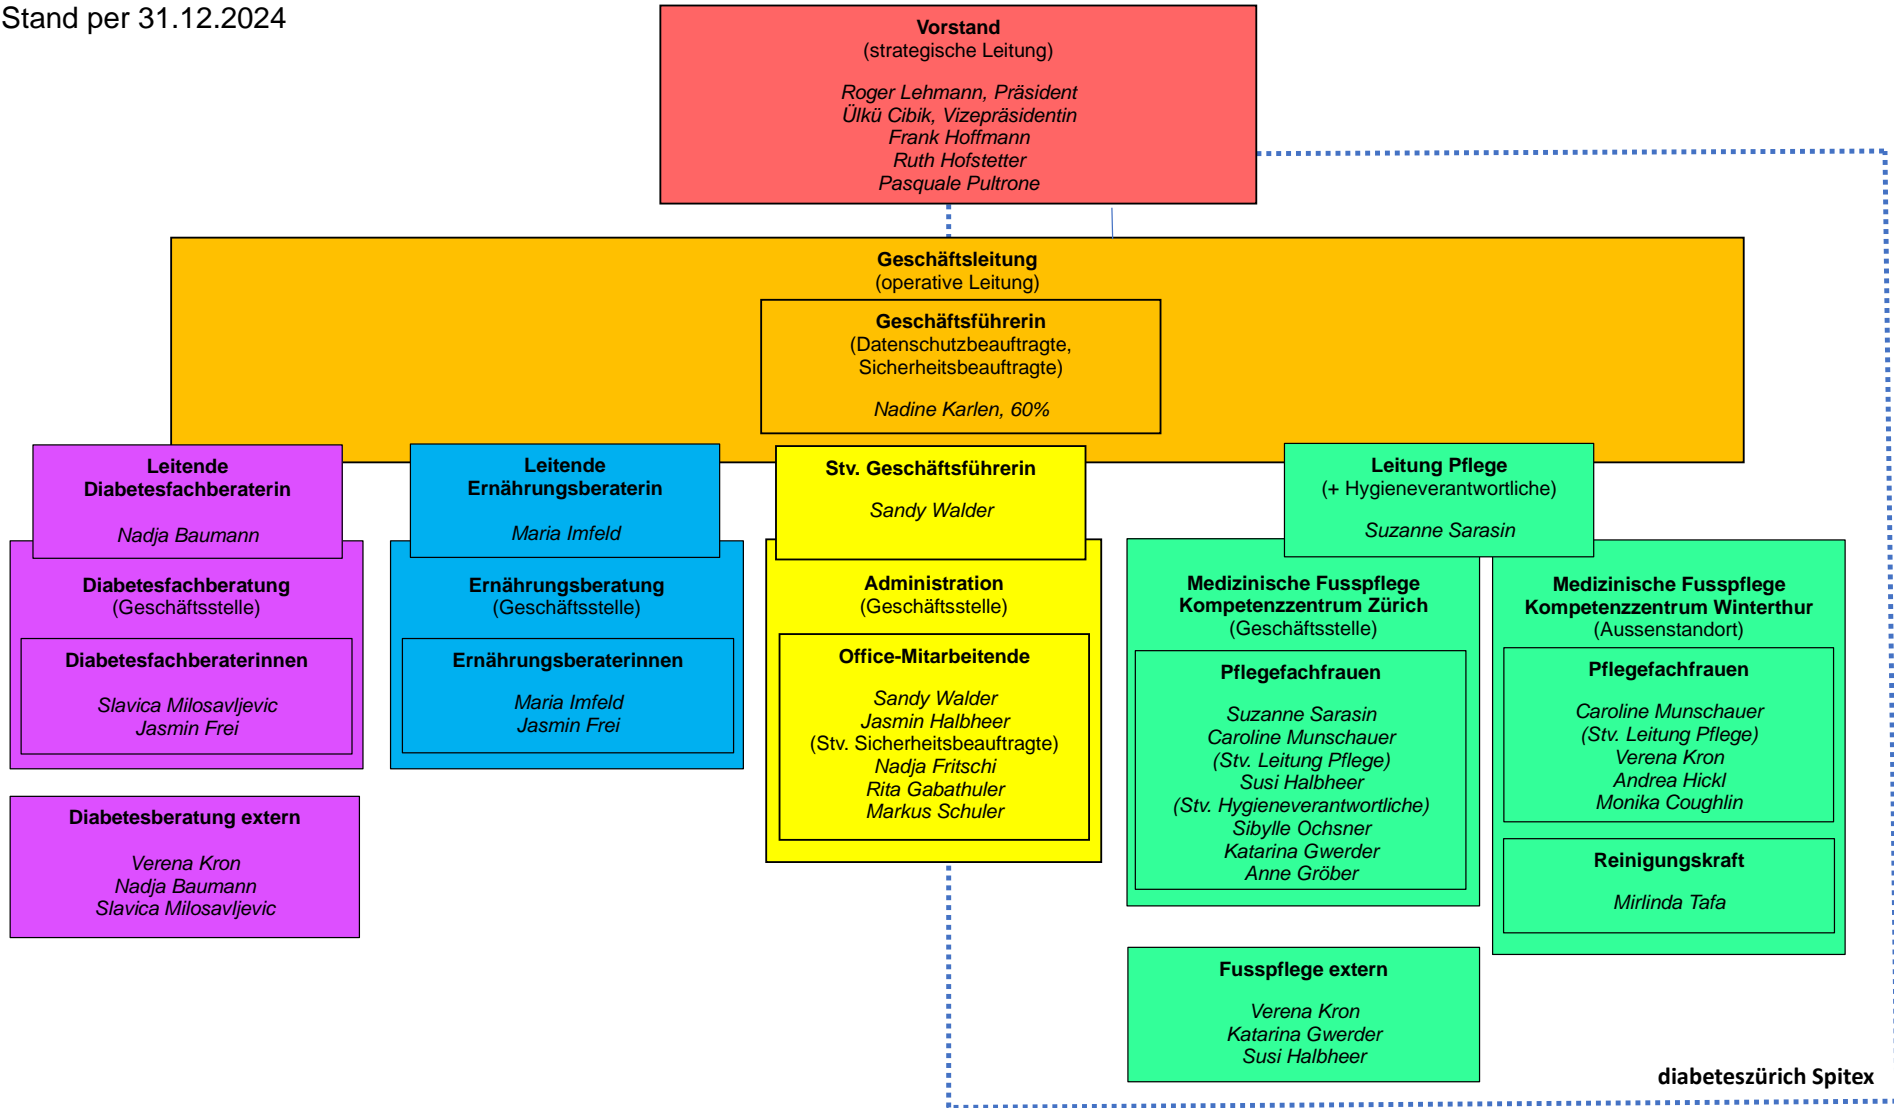 Stand per 31.12.2024
Vorstand
(strategische Leitung)
Roger Lehmann, Präsident
Ülkü Cibik, Vizepräsidentin
Frank Hoffmann
Ruth Hofstetter
Pasquale Pultrone
Geschäftsleitung
(operative Leitung)
Geschäftsführerin
(Datenschutzbeauftragte,
Sicherheitsbeauftragte)
Nadine Karlen, 60%
Leitende
Diabetesfachberaterin
Nadja Baumann
Diabetesfachberatung
(Geschäftsstelle)
Diabetesfachberaterinnen
Slavica Milosavljevic
Jasmin Frei
Diabetesberatung extern
Verena Kron
Nadja Baumann
Slavica Milosavljevic
Leitende
Ernährungsberaterin
Maria Imfeld
Ernährungsberatung
(Geschäftsstelle)
Ernährungsberaterinnen
Maria Imfeld
Jasmin Frei
Stv. Geschäftsführerin
Sandy Walder
Administration
(Geschäftsstelle)
Office-Mitarbeitende
Sandy Walder
Jasmin Halbheer
(Stv. Sicherheitsbeauftragte)
Nadja Fritschi
Rita Gabathuler
Markus Schuler
Leitung Pflege
(+ Hygieneverantwortliche)
Suzanne Sarasin
Medizinische Fusspflege
Kompetenzzentrum Zürich
(Geschäftsstelle)
Pflegefachfrauen
Suzanne Sarasin
Caroline Munschauer
(Stv. Leitung Pflege)
Susi Halbheer
(Stv. Hygieneverantwortliche)
Sibylle Ochsner
Katarina Gwerder
Anne Gröber
Fusspflege extern
Verena Kron
Katarina Gwerder
Susi Halbheer
Medizinische Fusspflege
Kompetenzzentrum Winterthur
(Aussenstandort)
Pflegefachfrauen
Caroline Munschauer
(Stv. Leitung Pflege)
Verena Kron
Andrea Hickl
Monika Coughlin
Reinigungskraft
Mirlinda Tafa
diabeteszürich Spitex